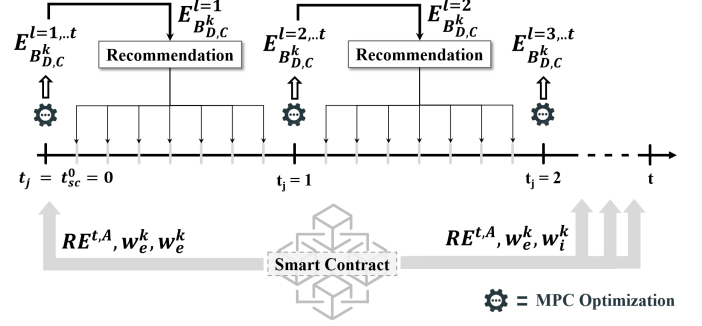 E^{l=1,..t}_{B^k_{D,C}} E^{l=1}_{B^k_{D,C}} E^{l=2,..t}_{B^k_{D,C}} E^{l=2}_{B^k_{D,C}} E^{l=3,..t}_{B^k_{D,C}}
Recommendation Recommendation
t_j = t^0_{sc} = 0 t_j = 1 t_j = 2 t
RE^{t,A}, w^k_e, w^k_e RE^{t,A}, w^k_e, w^k_i
Smart Contract
= MPC Optimization